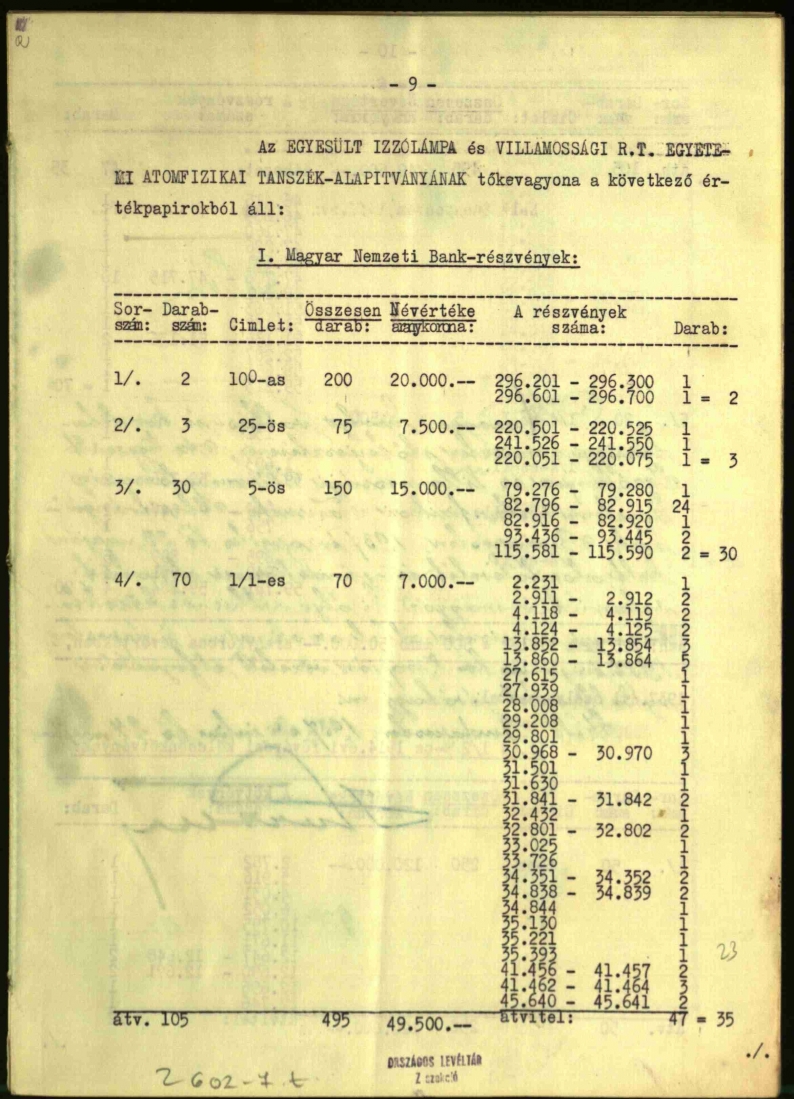 - 9 -
Az EGYESÜLT IZZÓLÁMPA és VILLAMOSSÁGI R.T. EGYETE-
MI ATOMFIZIKAI TANSZÉK-ALAPITVÁNYÁNAK tőkevagyona a következő ér-
tékpapirokból áll:
I. Magyar Nemzeti Bank-részvények:
Sor- Darab- Összesen Névértéke A részvények
szám: szám: Cimlet: darab: aranykorona: száma: Darab:
1/. 2 100-as 200 20.000.-- 296.201 - 296.300 1
296.601 - 296.700 1 = 2
2/. 3 25-ös 75 7.500.-- 220.501 - 220.525 1
241.526 - 241.550 1
220.051 - 220.075 1 = 3
3/. 30 5-ös 150 15.000.-- 79.276 - 79.280 1
82.796 - 82.915 24
82.916 - 82.920 1
93.436 - 93.445 2
115.581 - 115.590 2 = 30
4/. 70 1/1-es 70 7.000.-- 2.231 1
2.911 - 2.912 2
4.118 - 4.119 2
4.124 - 4.125 2
13.852 - 13.854 3
13.860 - 13.864 5
27.615 1
27.939 1
28.008 1
29.208 1
29.801 1
30.968 - 30.970 3
31.501 1
31.630 1
31.841 - 31.842 2
32.432 1
32.801 - 32.802 2
33.025 1
33.726 1
34.351 - 34.352 2
34.838 - 34.839 2
34.844 1
35.130 1
35.221 1
35.393 1
41.456 - 41.457 2
41.462 - 41.464 3
45.640 - 45.641 2
23
átv. 105 495 49.500.-- átvitel: 47 = 35
./.
ORSZÁGOS LEVÉLTÁR
Z szekció
Z 602-7 t